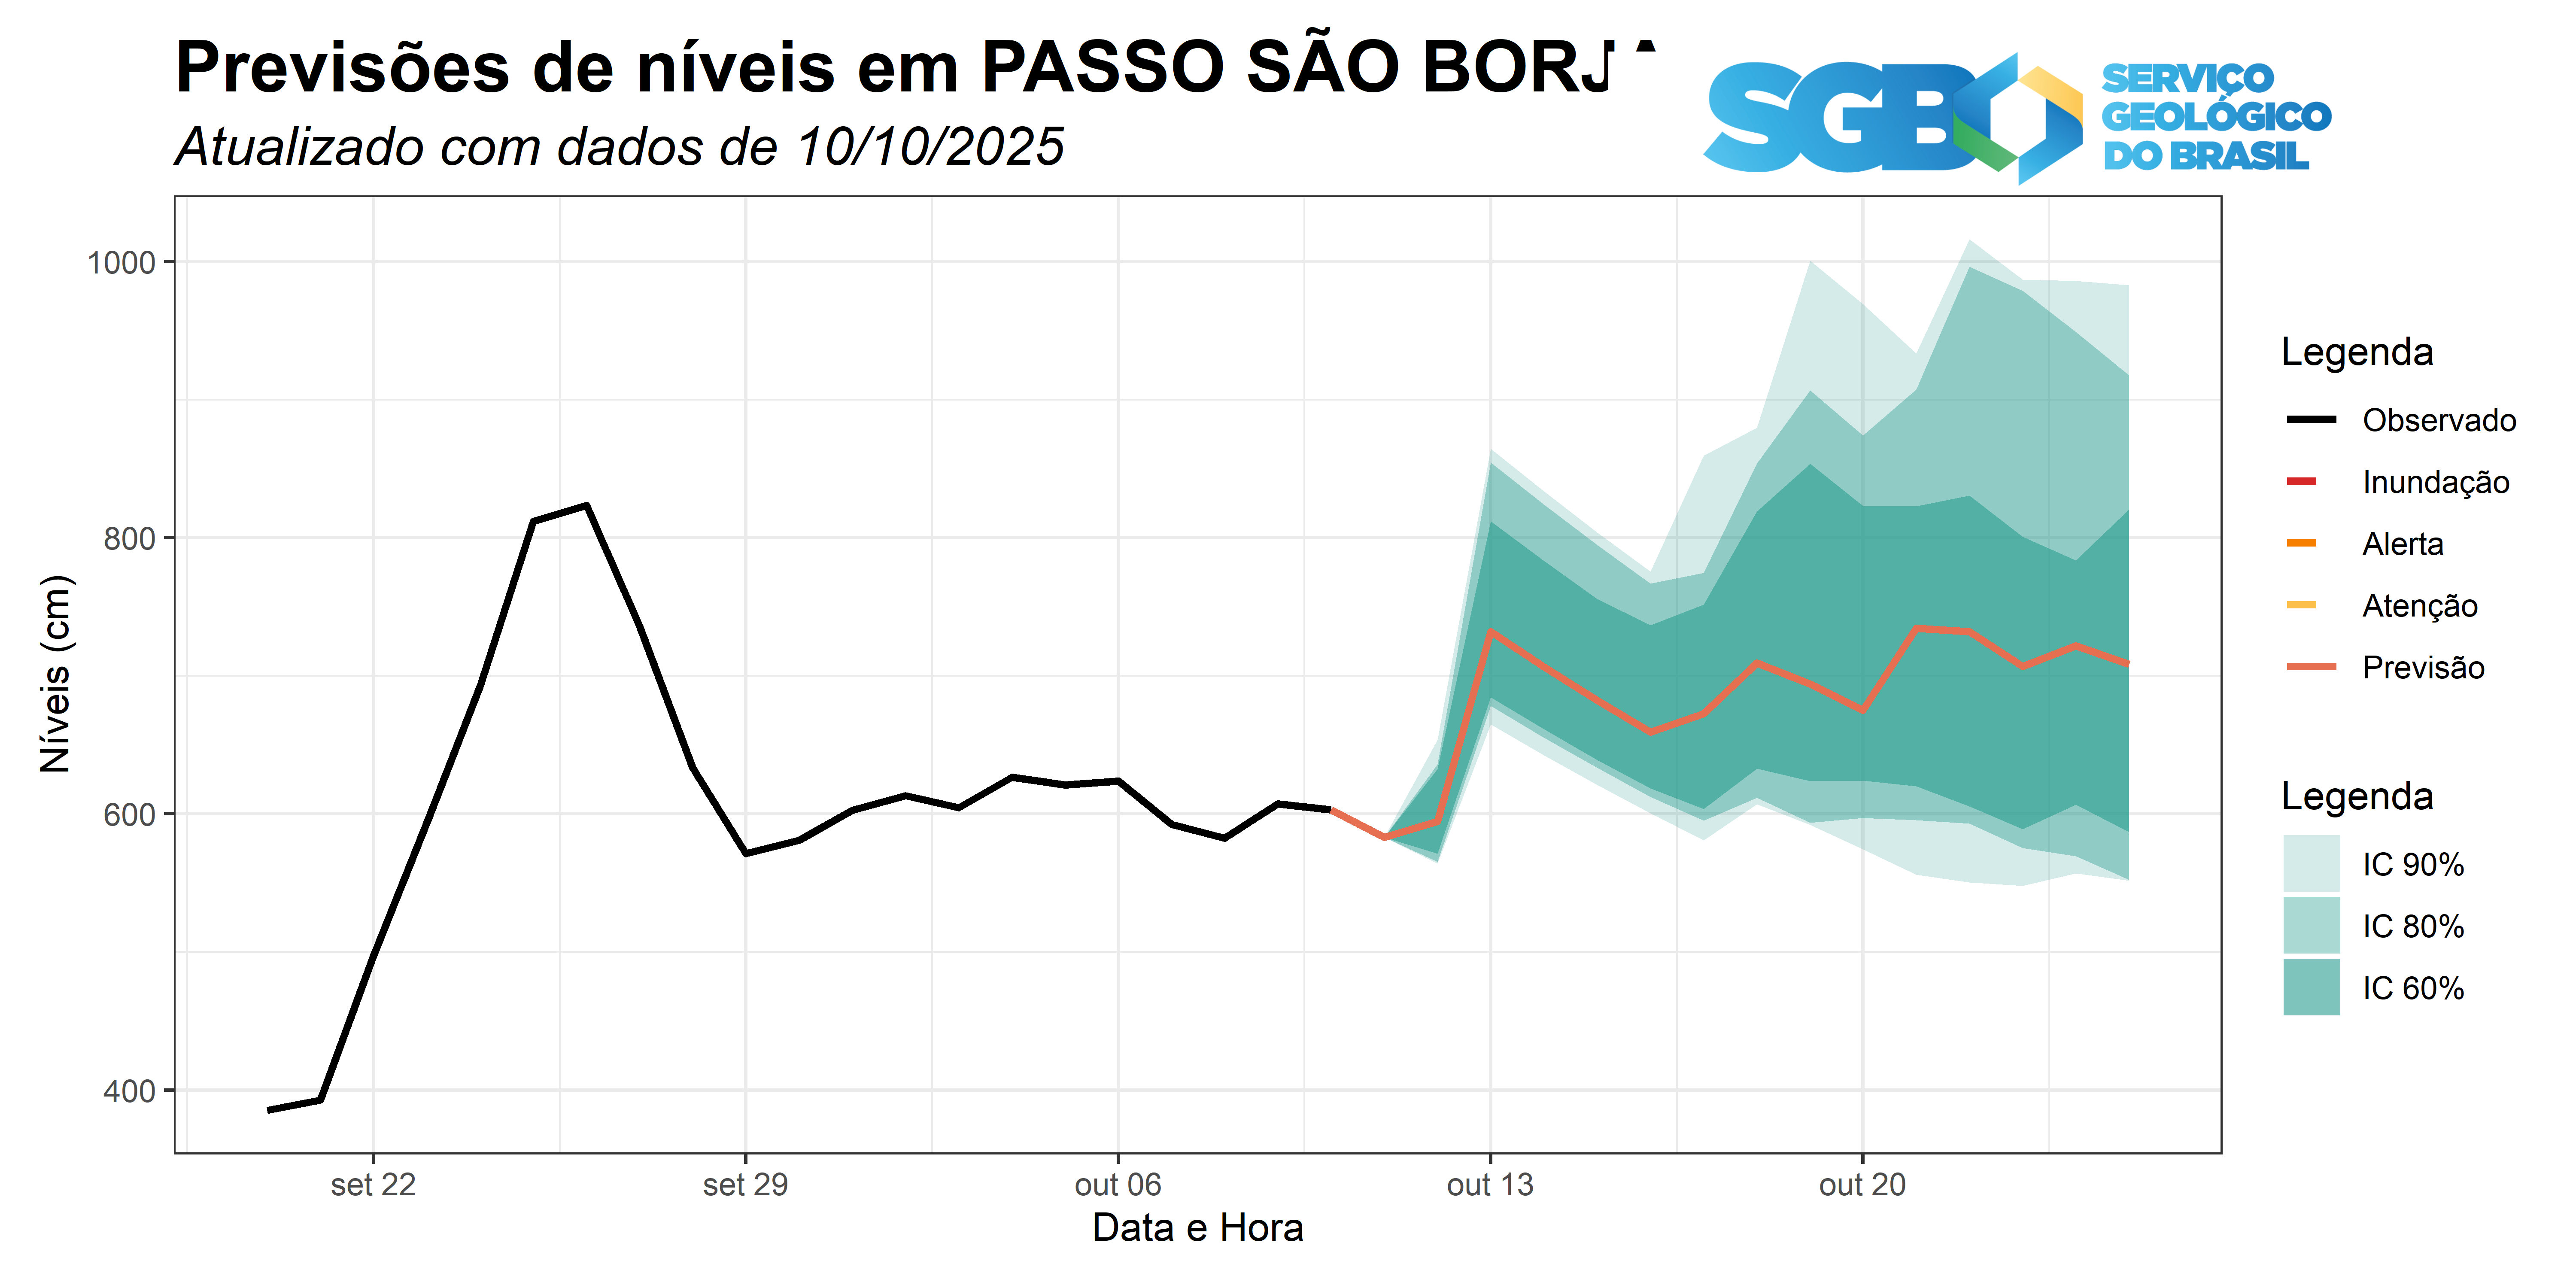 Previsões de níveis em PASSO SÃO BORJA
Atualizado com dados de 10/10/2025
SGB
SERVIÇO
GEOLÓGICO
DO BRASIL
Níveis (cm)
1000
800
600
400
set 22
set 29
out 06
out 13
out 20
Data e Hora
Legenda
Observado
Inundação
Alerta
Atenção
Previsão
Legenda
IC 90%
IC 80%
IC 60%